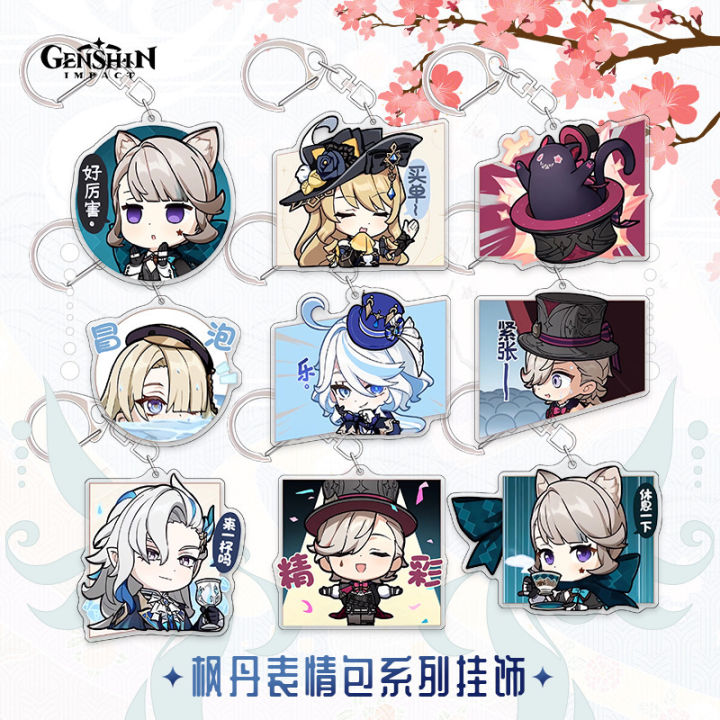 GENSHIN
IMPACT
好厉害。
买单~
冒泡
乐。
紧张~
来一杯吗
精彩
休息一下
枫丹表情包系列挂饰